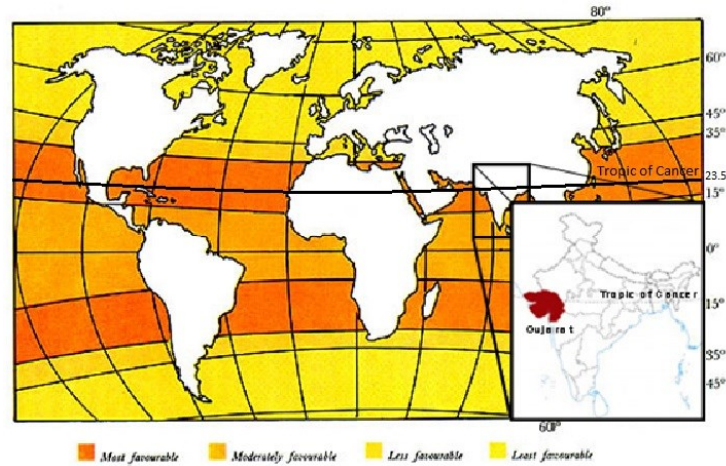 80°
60°
45°
35°
Tropic of Cancer
23.5
15°
0°
Tropic of Cancer
15°
Gujarat
35°
45°
60°
Most favourable
Moderately favourable
Less favourable
Least favourable